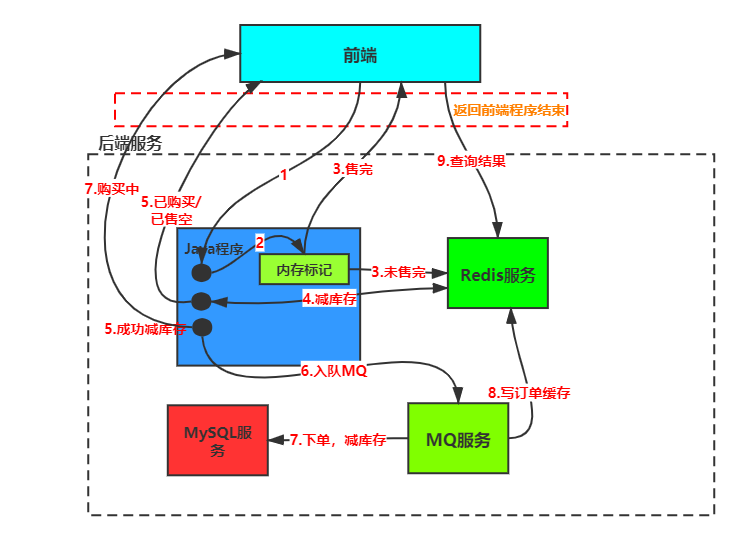 前端
返回前端程序结束
后端服务
1
3.售完
9.查询结果
7.购买中
5.已购买/
已售空
Java程序
2
内存标记
3.未售完
Redis服务
4.减库存
5.成功减库存
6.入队MQ
8.写订单缓存
MySQL服
务
7.下单，减库存
MQ服务